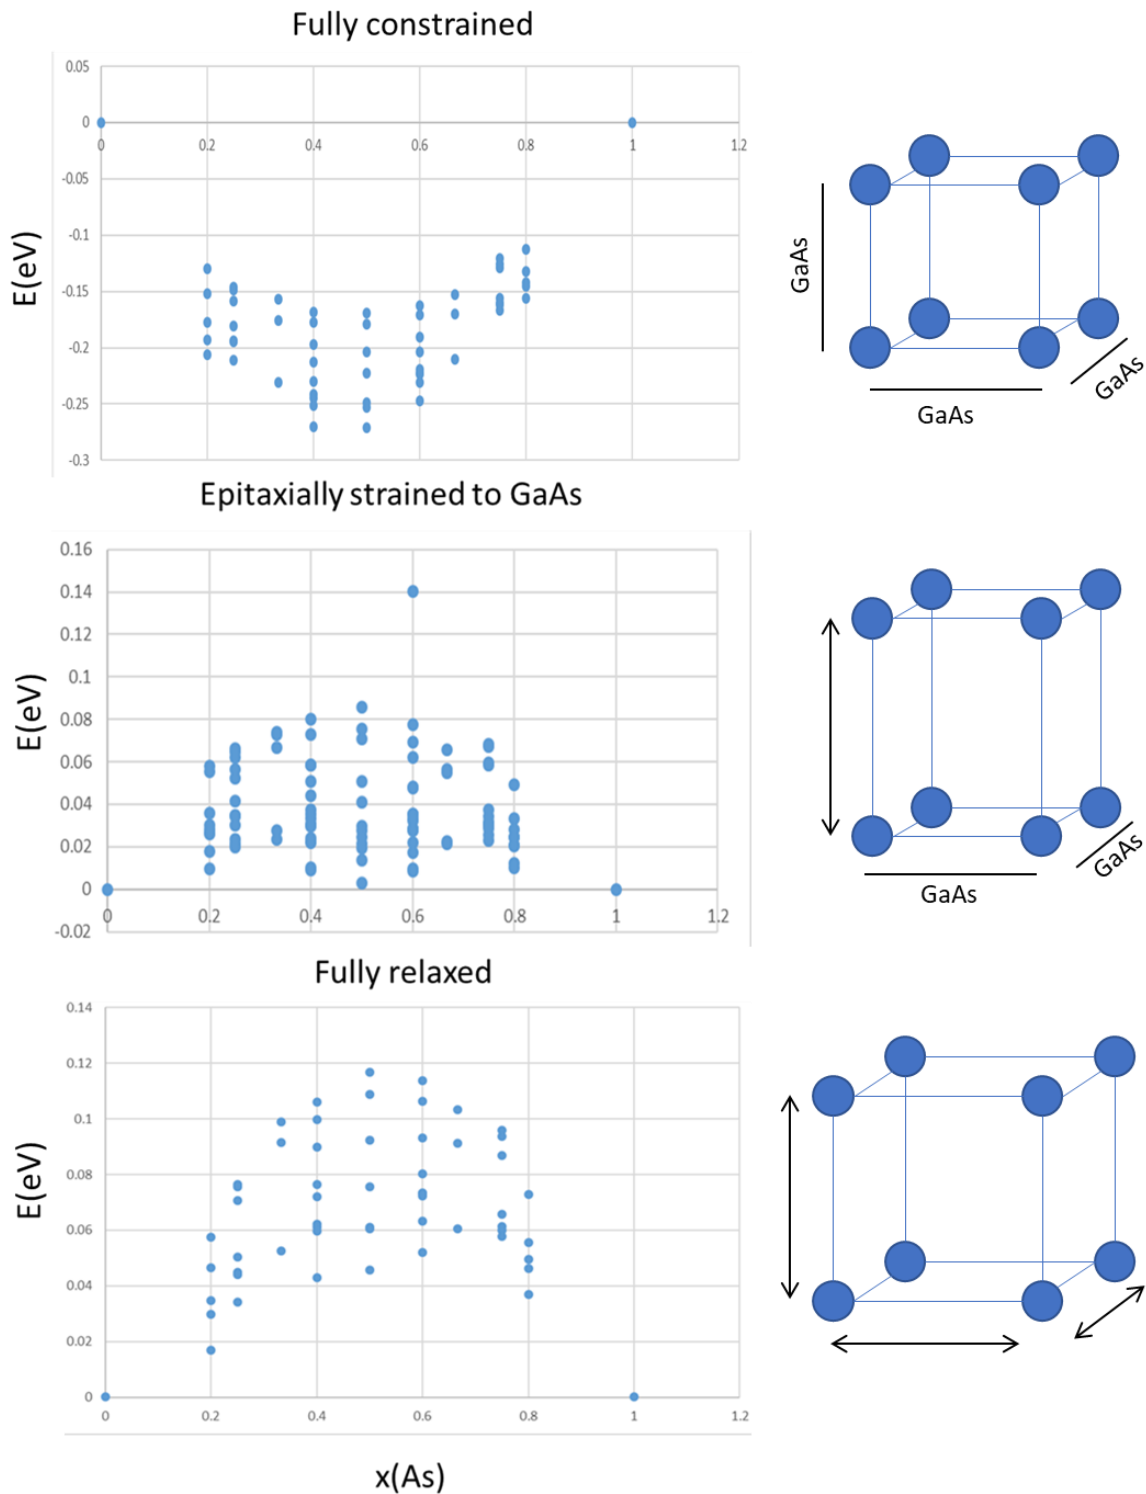 Fully constrained
0.05
0
-0.05
-0.1
-0.15
-0.2
-0.25
-0.3
0 0.2 0.4 0.6 0.8 1 1.2
E(eV)
GaAs
GaAs
GaAs
Epitaxially strained to GaAs
0.16
0.14
0.12
0.1
0.08
0.06
0.04
0.02
0
-0.02
0 0.2 0.4 0.6 0.8 1 1.2
E(eV)
GaAs
GaAs
Fully relaxed
0.14
0.12
0.1
0.08
0.06
0.04
0.02
0
0 0.2 0.4 0.6 0.8 1 1.2
E(eV)
x(As)